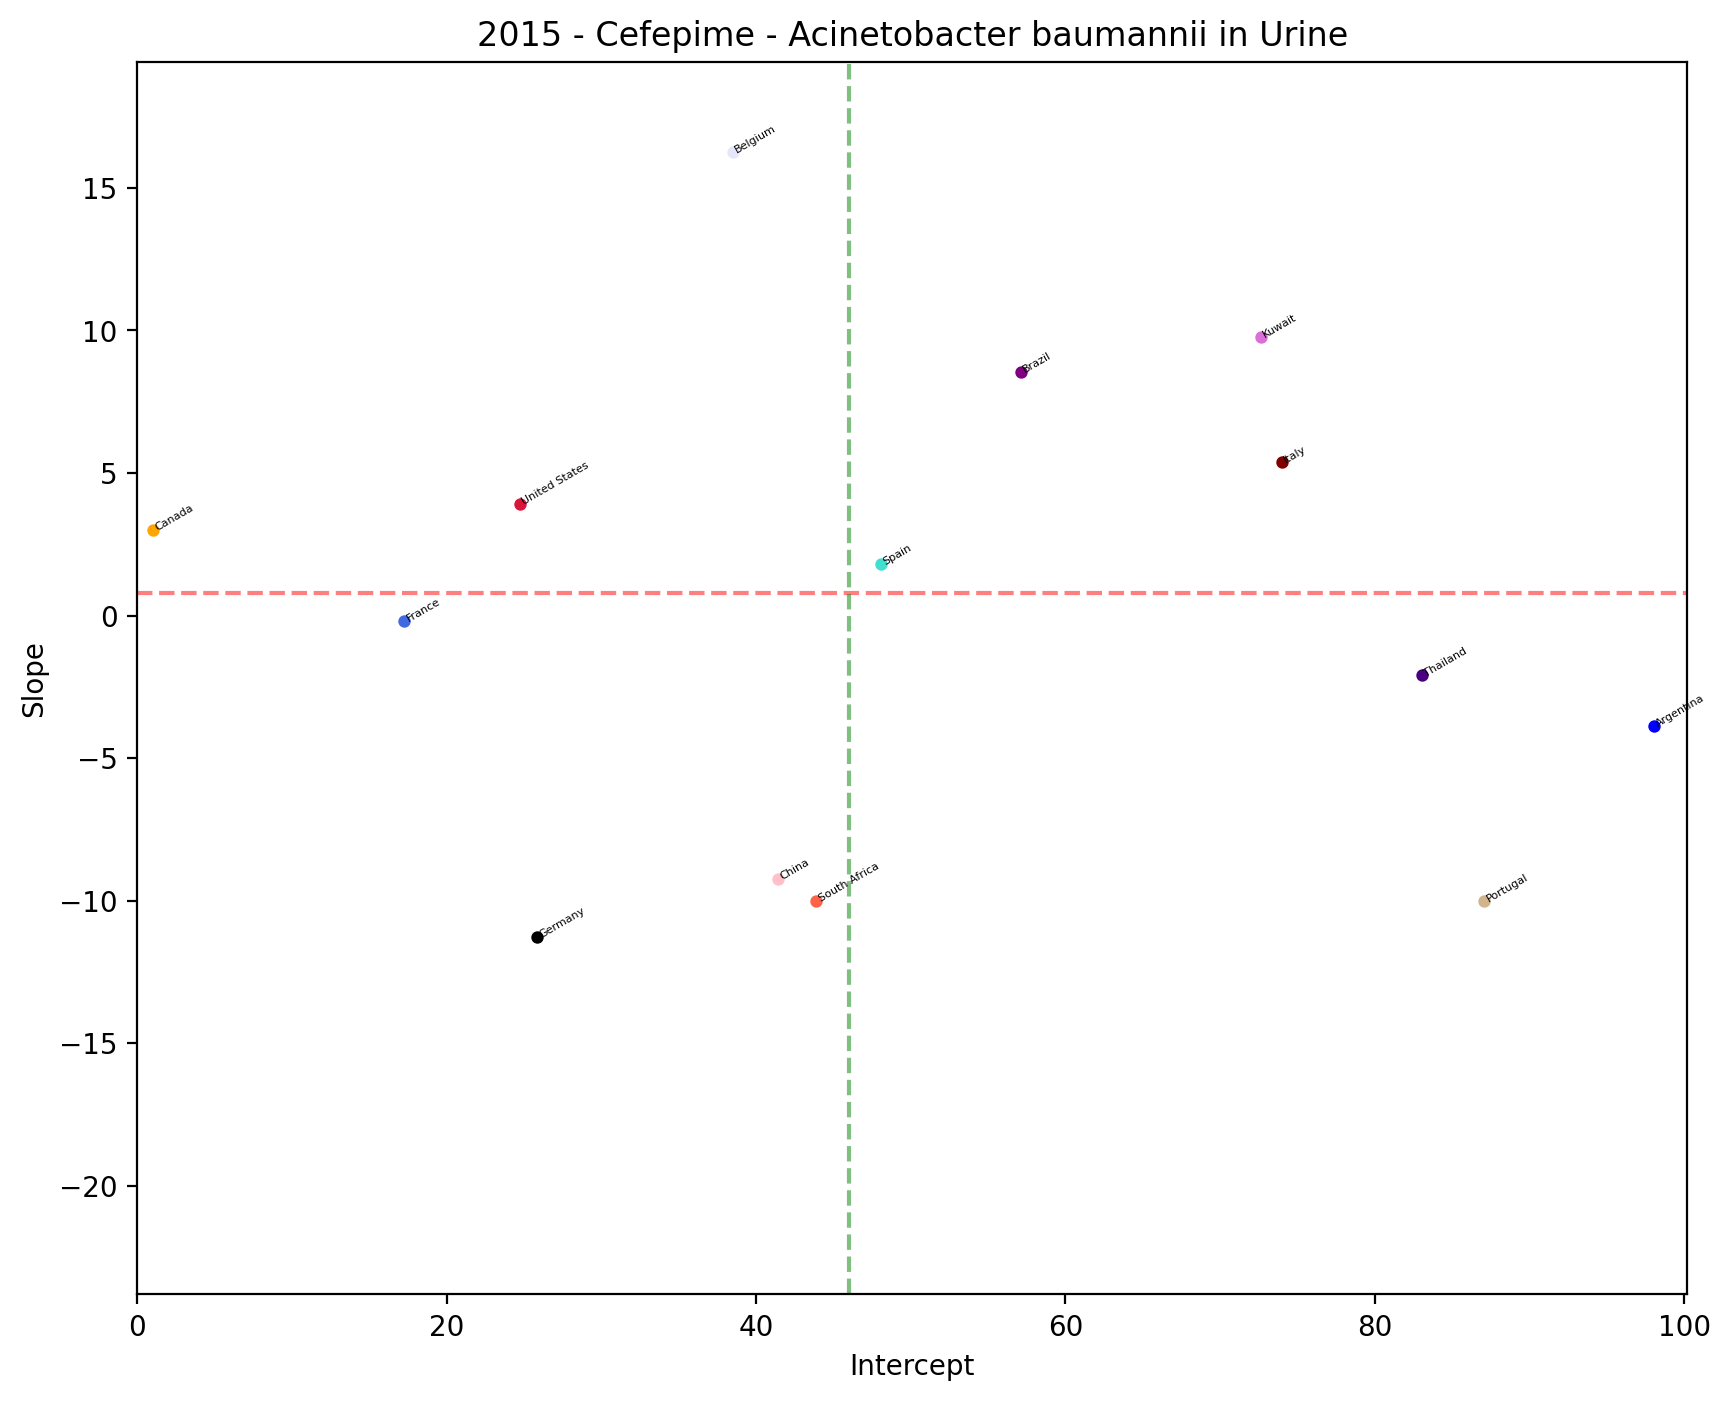 2015 - Cefepime - Acinetobacter baumannii in Urine
Belgium
15
Kuwait
10
Brazil
Italy
5
United States
Canada
Spain
0
France
Thailand
Argentina
Slope
−5
China
South Africa
Portugal
−10
Germany
−15
−20
0 20 40 60 80 100
Intercept